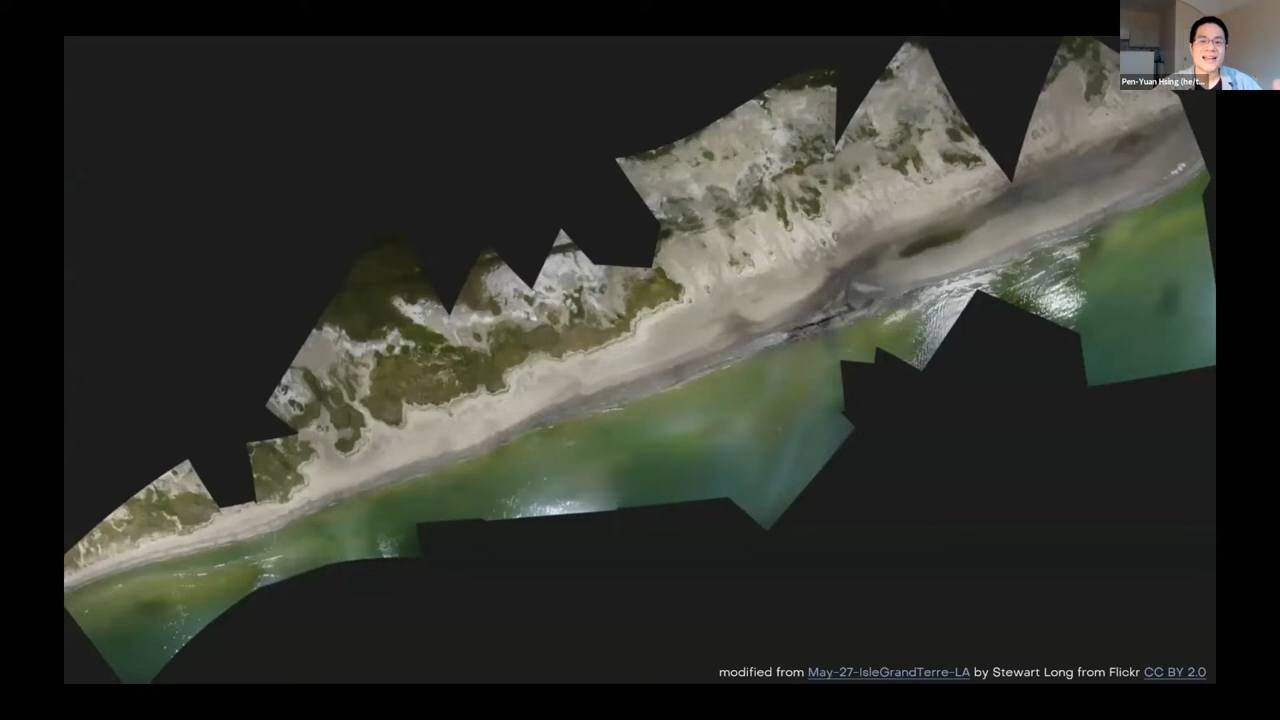 Pen-Yuan Hsing (he/t...
modified from May-27-IsleGrandTerre-LA by Stewart Long from Flickr CC BY 2.0